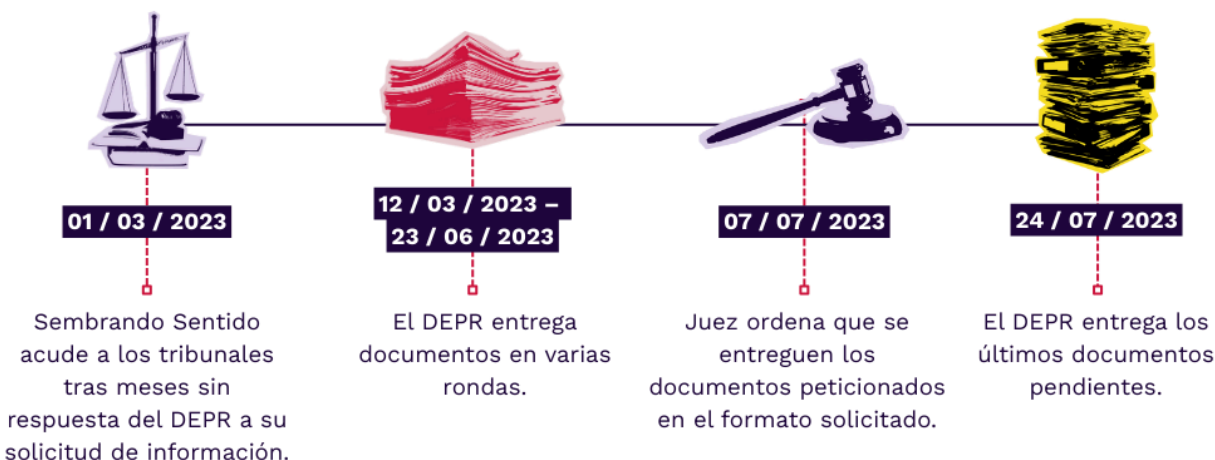 01 / 03 / 2023
Sembrando Sentido
acude a los tribunales
tras meses sin
respuesta del DEPR a su
solicitud de información.
12 / 03 / 2023 –
23 / 06 / 2023
El DEPR entrega
documentos en varias
rondas.
07 / 07 / 2023
Juez ordena que se
entreguen los
documentos peticionados
en el formato solicitado.
24 / 07 / 2023
El DEPR entrega los
últimos documentos
pendientes.